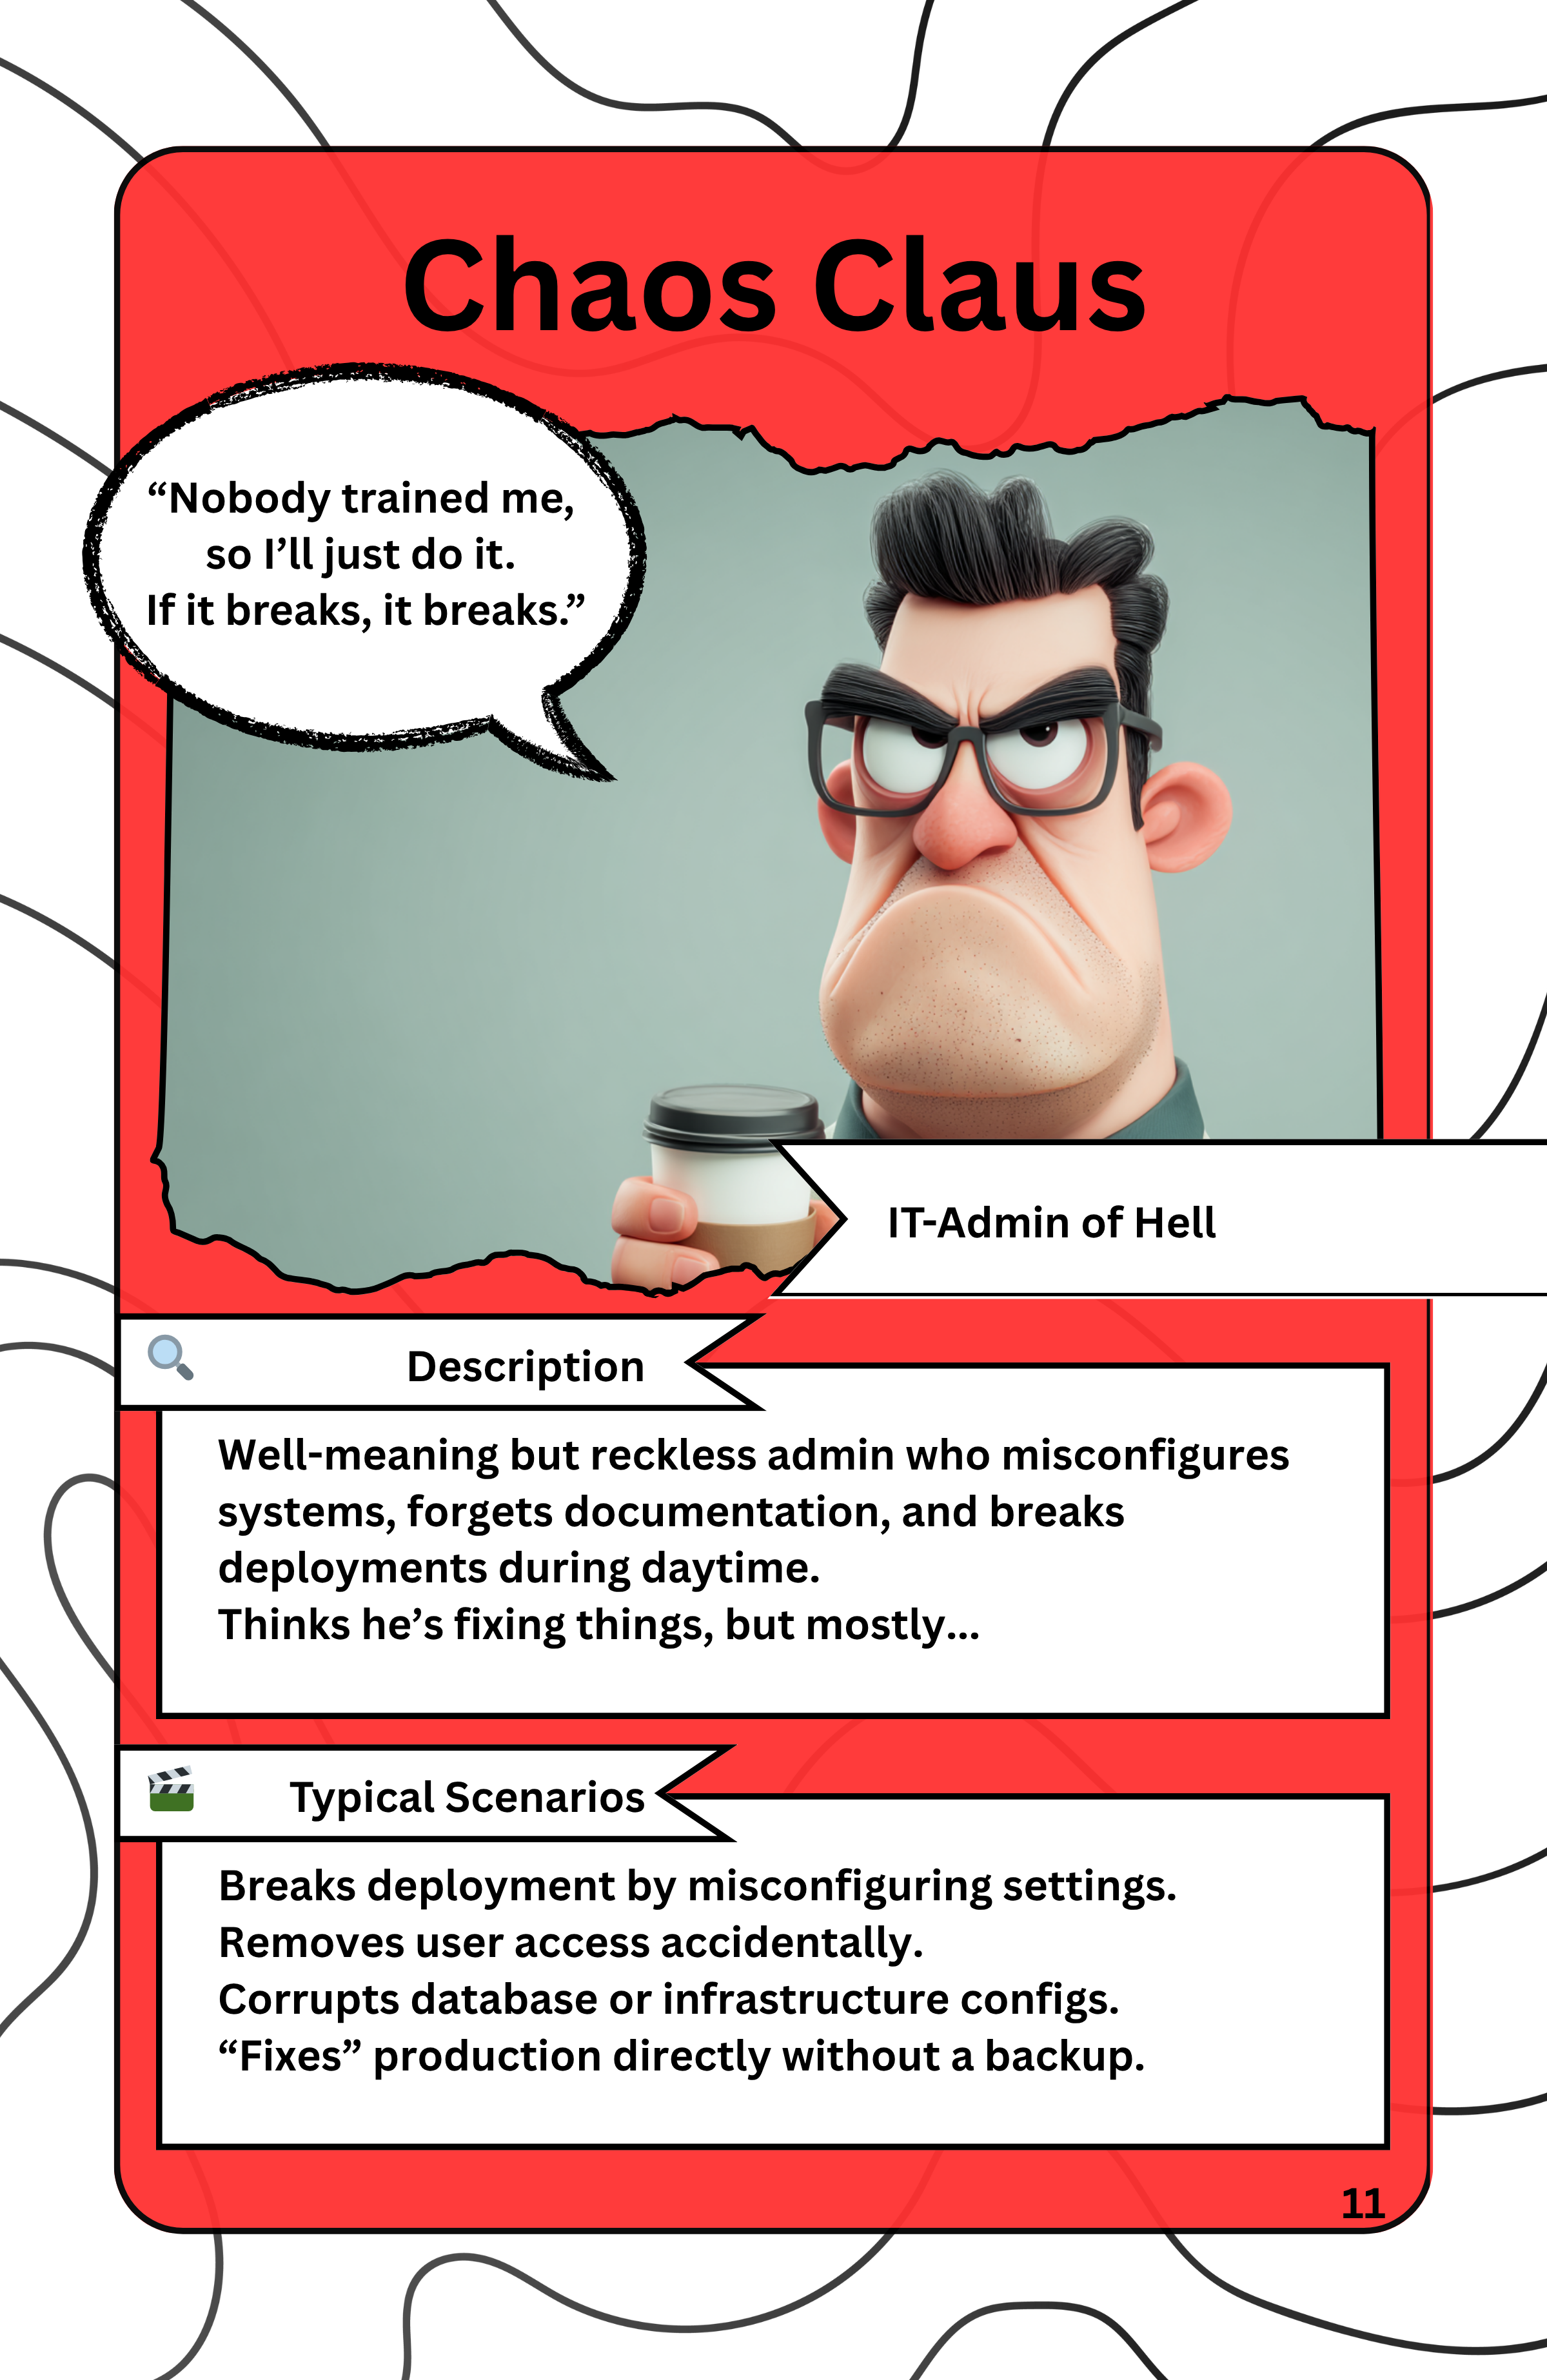 Chaos Claus
“Nobody trained me,
so I’ll just do it.
If it breaks, it breaks.”
IT-Admin of Hell
Description
Well-meaning but reckless admin who misconfigures
systems, forgets documentation, and breaks
deployments during daytime.
Thinks he’s fixing things, but mostly...
Typical Scenarios
Breaks deployment by misconfiguring settings.
Removes user access accidentally.
Corrupts database or infrastructure configs.
“Fixes” production directly without a backup.
11